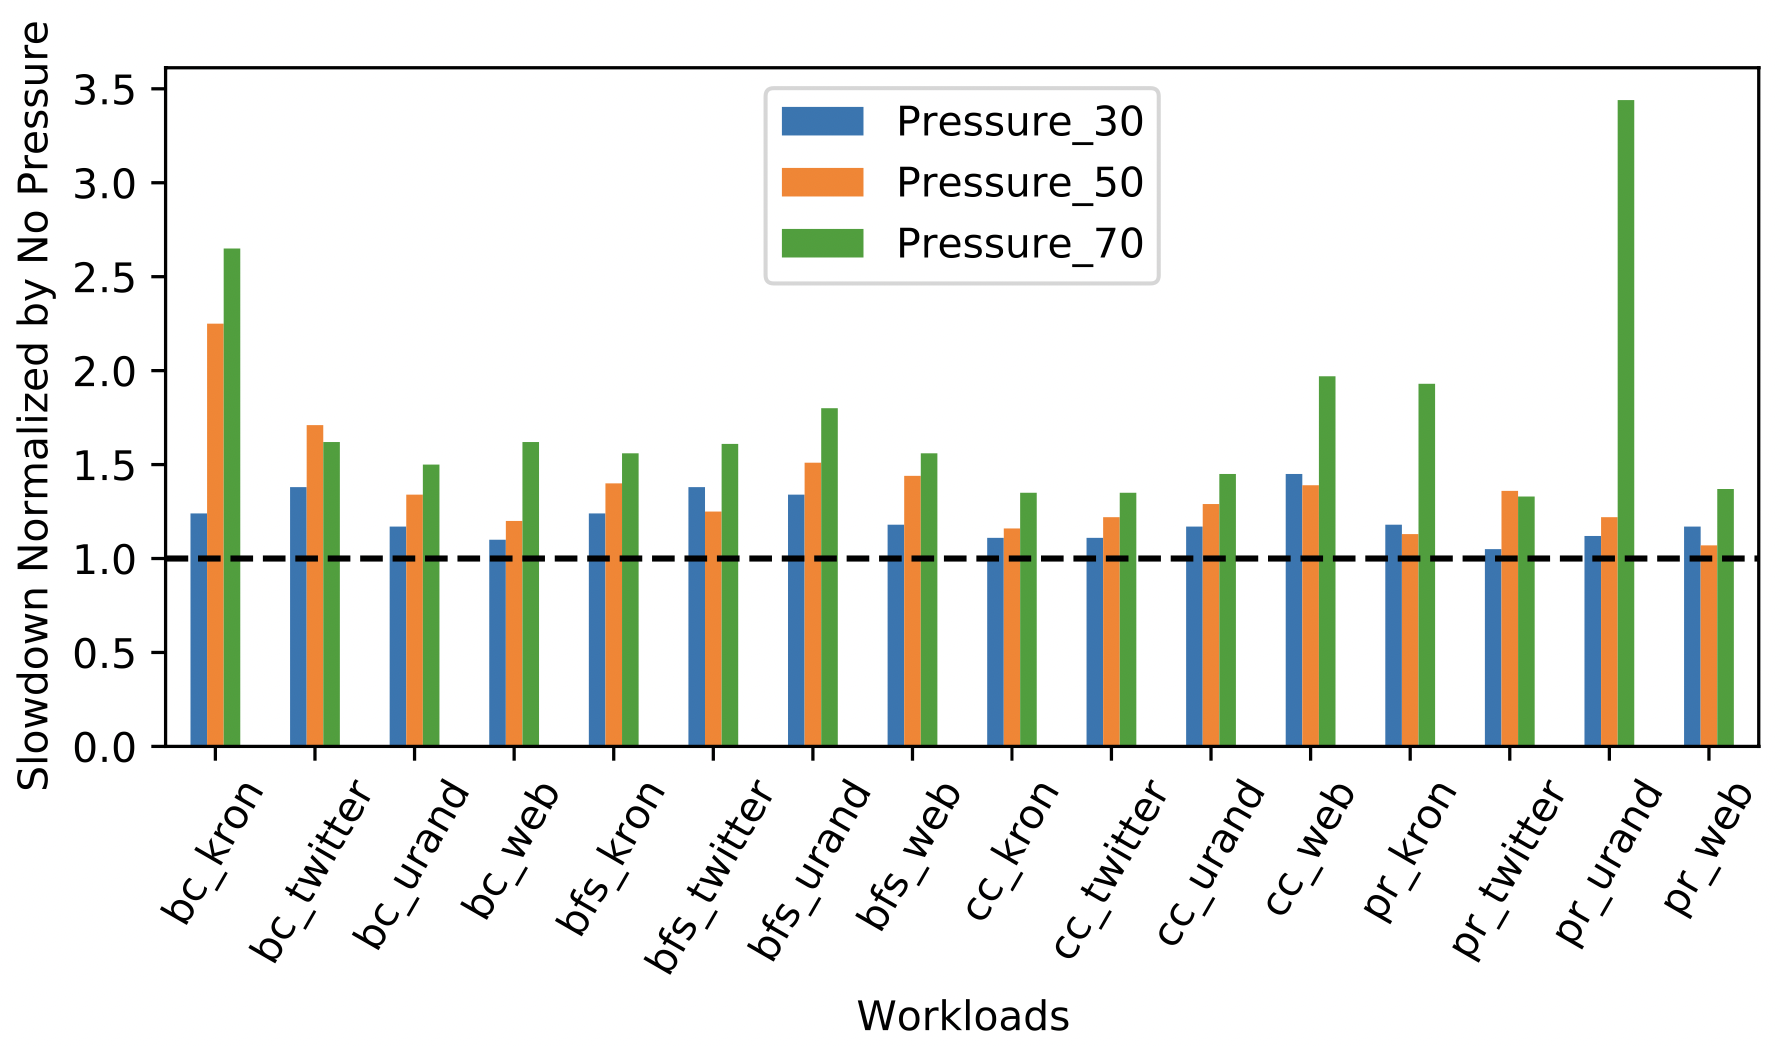 Slowdown Normalized by No Pressure
3.5
3.0
2.5
2.0
1.5
1.0
0.5
0.0
Pressure_30
Pressure_50
Pressure_70
bc_kron
bc_twitter
bc_urand
bc_web
bfs_kron
bfs_twitter
bfs_urand
bfs_web
cc_kron
cc_twitter
cc_urand
cc_web
pr_kron
pr_twitter
pr_urand
pr_web
Workloads